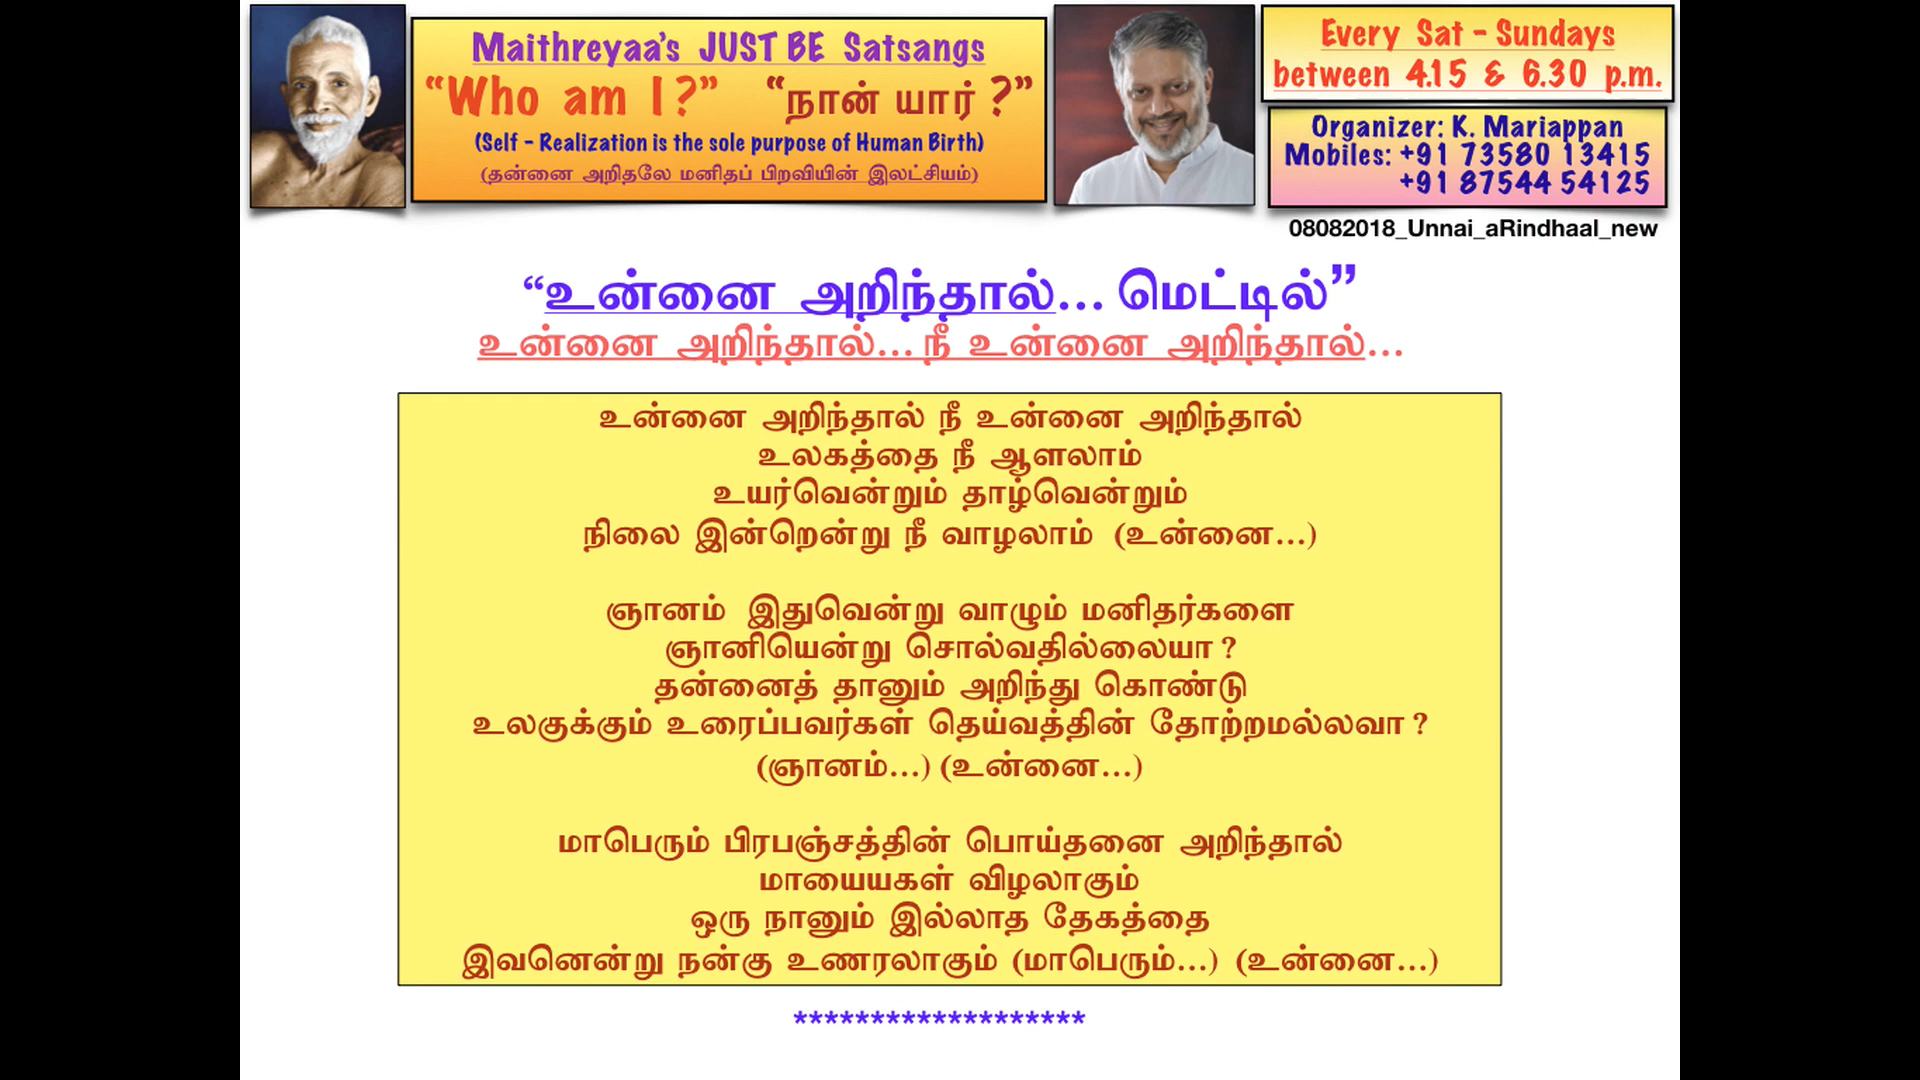 Maithreyaa's JUST BE Satsangs
“Who am I?” “நான் யார்?”
(Self - Realization is the sole purpose of Human Birth)
(தன்னை அறிதலே மனிதப் பிறவியின் இலட்சியம்)
Every Sat - Sundays
between 4.15 & 6.30 p.m.
Organizer: K. Mariappan
Mobiles: +91 73580 13415
+91 87544 54125
08082018_Unnai_aRindhaal_new
“உன்னை அறிந்தால்... மெட்டில்”
உன்னை அறிந்தால்... நீ உன்னை அறிந்தால்...
உன்னை அறிந்தால் நீ உன்னை அறிந்தால்
உலகத்தை நீ ஆளலாம்
உயர்வென்றும் தாழ்வென்றும்
நிலை இன்றென்று நீ வாழலாம் (உன்னை...)
ஞானம் இதுவென்று வாழும் மனிதர்களை
ஞானியென்று சொல்வதில்லையா?
தன்னைத் தானும் அறிந்து கொண்டு
உலகுக்கும் உரைப்பவர்கள் தெய்வத்தின் தோற்றமல்லவா?
(ஞானம்...) (உன்னை...)
மாபெரும் பிரபஞ்சத்தின் பொய்தனை அறிந்தால்
மாயையகள் விழலாகும்
ஒரு நானும் இல்லாத தேகத்தை
இவனென்று நன்கு உணரலாகும் (மாபெரும்...) (உன்னை...)
*******************